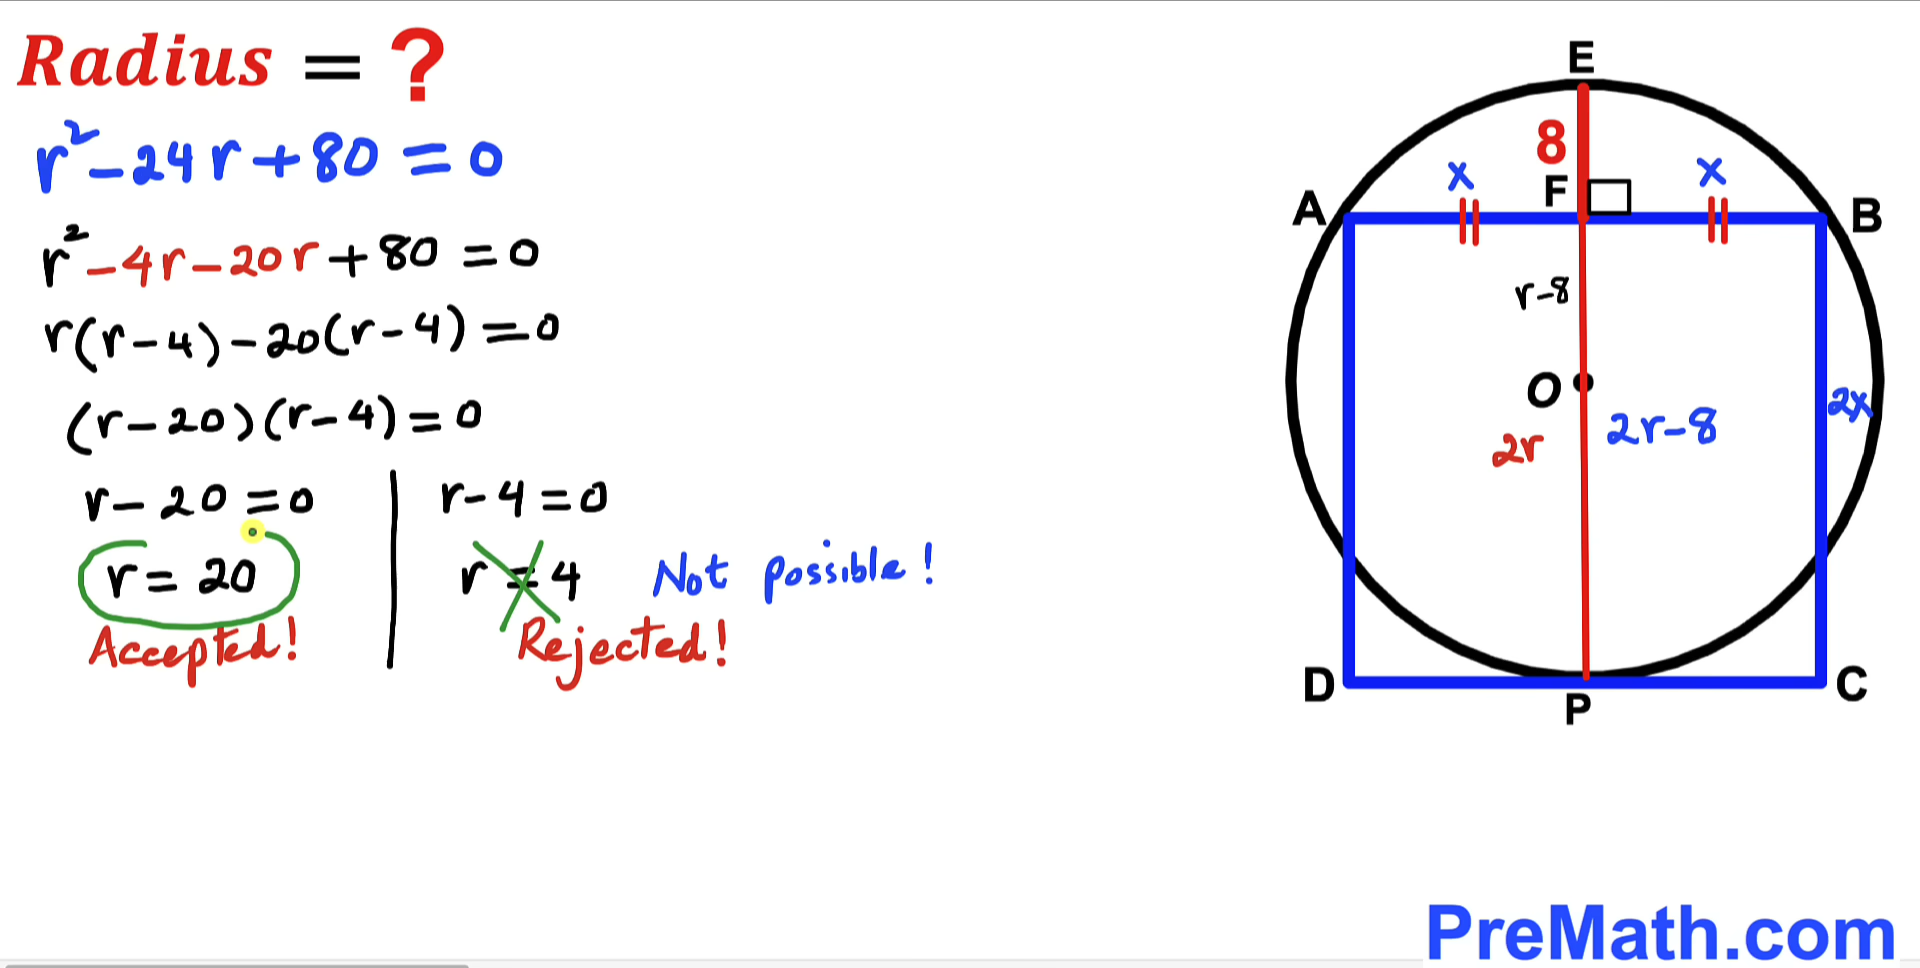 Radius = ?
r² - 24r + 80 = 0
r² - 4r - 20r + 80 = 0
r(r - 4) - 20(r - 4) = 0
(r - 20)(r - 4) = 0
r - 20 = 0
r = 20
Accepted!
r - 4 = 0
r = 4 Not possible!
Rejected!
E
8
x x
A F B
r-8
O
2r 2r-8 2x
D P C
PreMath.com